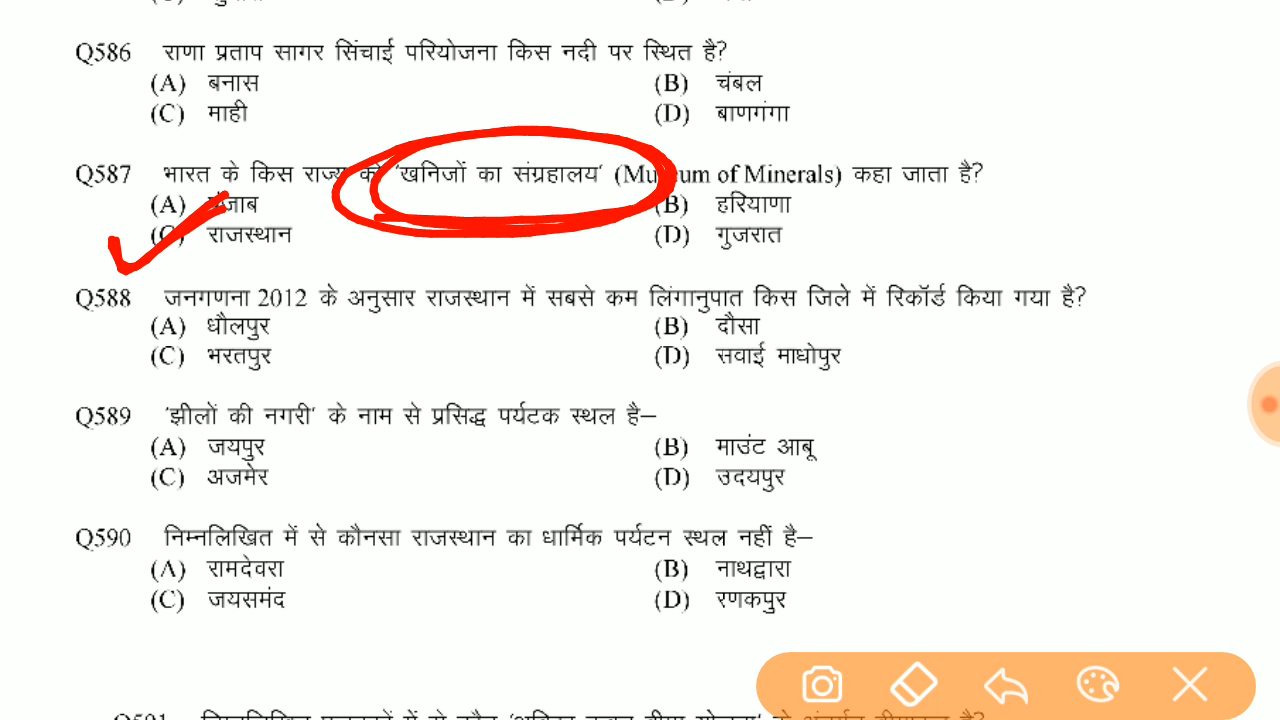 Q586 राणा प्रताप सागर सिंचाई परियोजना किस नदी पर स्थित है?
(A) बनास (B) चंबल
(C) माही (D) बाणगंगा
Q587 भारत के किस राज्य को 'खनिजों का संग्रहालय' (Museum of Minerals) कहा जाता है?
(A) पंजाब (B) हरियाणा
(C) राजस्थान (D) गुजरात
Q588 जनगणना 2012 के अनुसार राजस्थान में सबसे कम लिंगानुपात किस जिले में रिकॉर्ड किया गया है?
(A) धौलपुर (B) दौसा
(C) भरतपुर (D) सवाई माधोपुर
Q589 'झीलों की नगरी' के नाम से प्रसिद्ध पर्यटक स्थल है–
(A) जयपुर (B) माउंट आबू
(C) अजमेर (D) उदयपुर
Q590 निम्नलिखित में से कौनसा राजस्थान का धार्मिक पर्यटन स्थल नहीं है–
(A) रामदेवरा (B) नाथद्वारा
(C) जयसमंद (D) रणकपुर